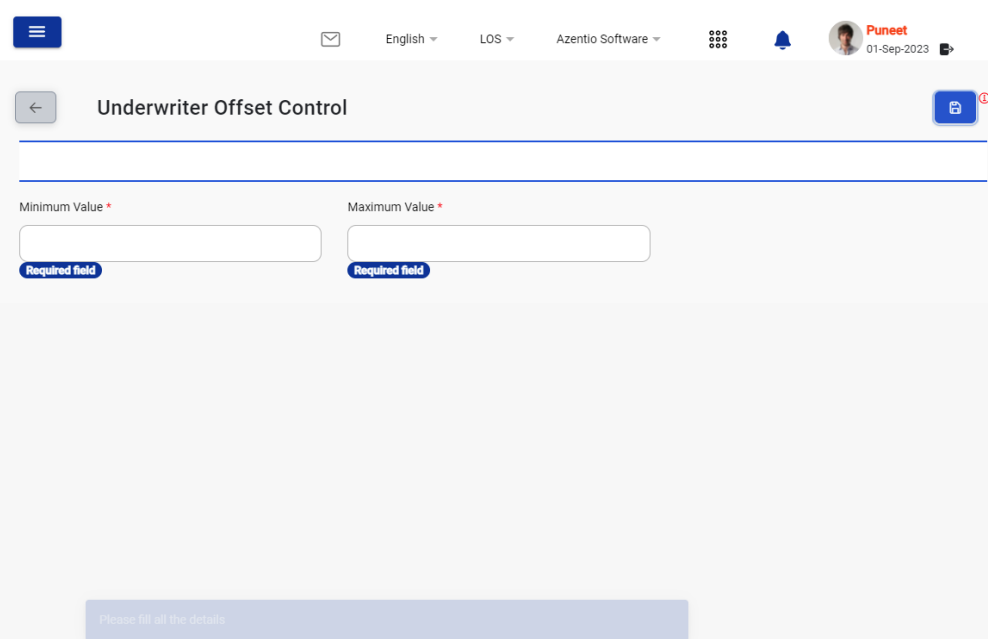 English LOS Azentio Software Puneet
01-Sep-2023
Underwriter Offset Control
Minimum Value * Maximum Value *
Required field Required field
Please fill all the details